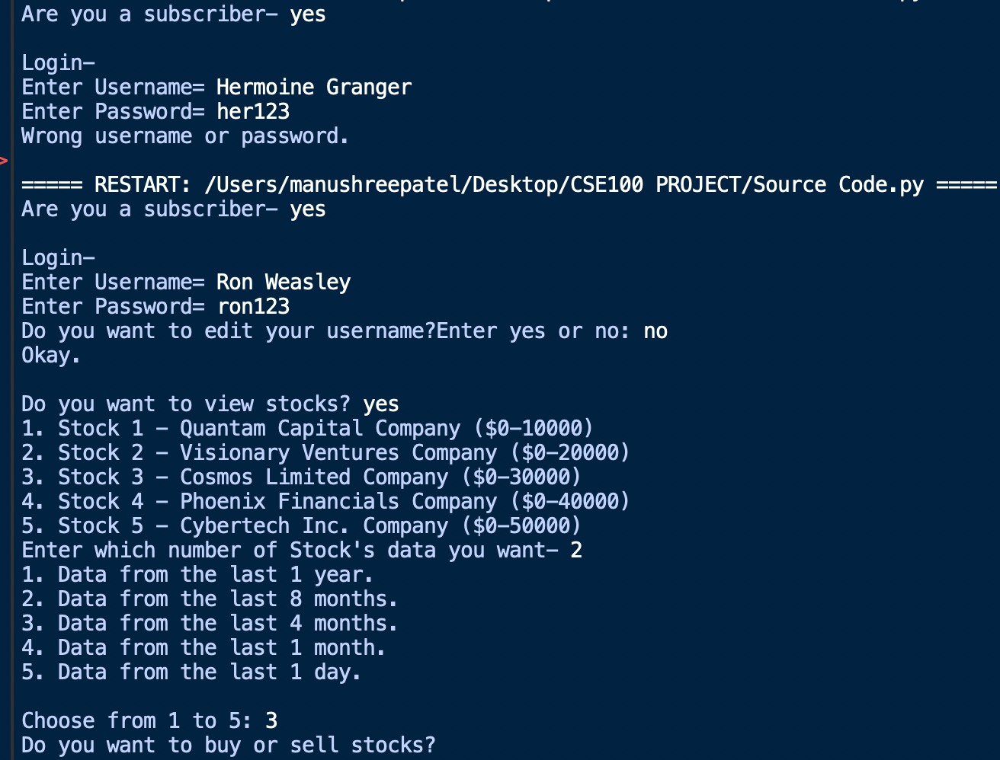 Are you a subscriber– yes
Login–
Enter Username= Hermoine Granger
Enter Password= her123
Wrong username or password.
>
===== RESTART: /Users/manushreepatel/Desktop/CSE100 PROJECT/Source Code.py =====
Are you a subscriber– yes
Login–
Enter Username= Ron Weasley
Enter Password= ron123
Do you want to edit your username?Enter yes or no: no
Okay.
Do you want to view stocks? yes
1. Stock 1 – Quantam Capital Company ($0–10000)
2. Stock 2 – Visionary Ventures Company ($0–20000)
3. Stock 3 – Cosmos Limited Company ($0–30000)
4. Stock 4 – Phoenix Financials Company ($0–40000)
5. Stock 5 – Cybertech Inc. Company ($0–50000)
Enter which number of Stock's data you want– 2
1. Data from the last 1 year.
2. Data from the last 8 months.
3. Data from the last 4 months.
4. Data from the last 1 month.
5. Data from the last 1 day.
Choose from 1 to 5: 3
Do you want to buy or sell stocks?